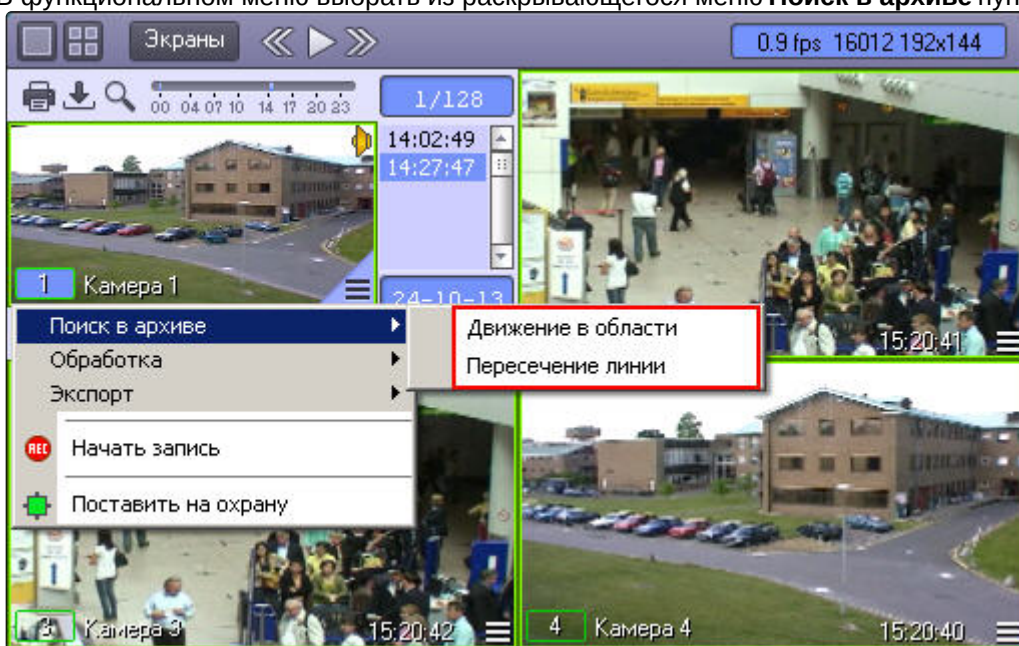 В функциональном меню выбрать из раскрывающегося меню Поиск в архиве пун
Экраны
0.9 fps 16012 192x144
00 04 07 10 14 17 20 23
1/128
14:02:49
14:27:47
1 Камера 1
24-10-13
Поиск в архиве
Обработка
Экспорт
REC Начать запись
Поставить на охрану
Движение в области
Пересечение линии
15:20:41
3 Камера 3
15:20:42
4 Камера 4
15:20:40